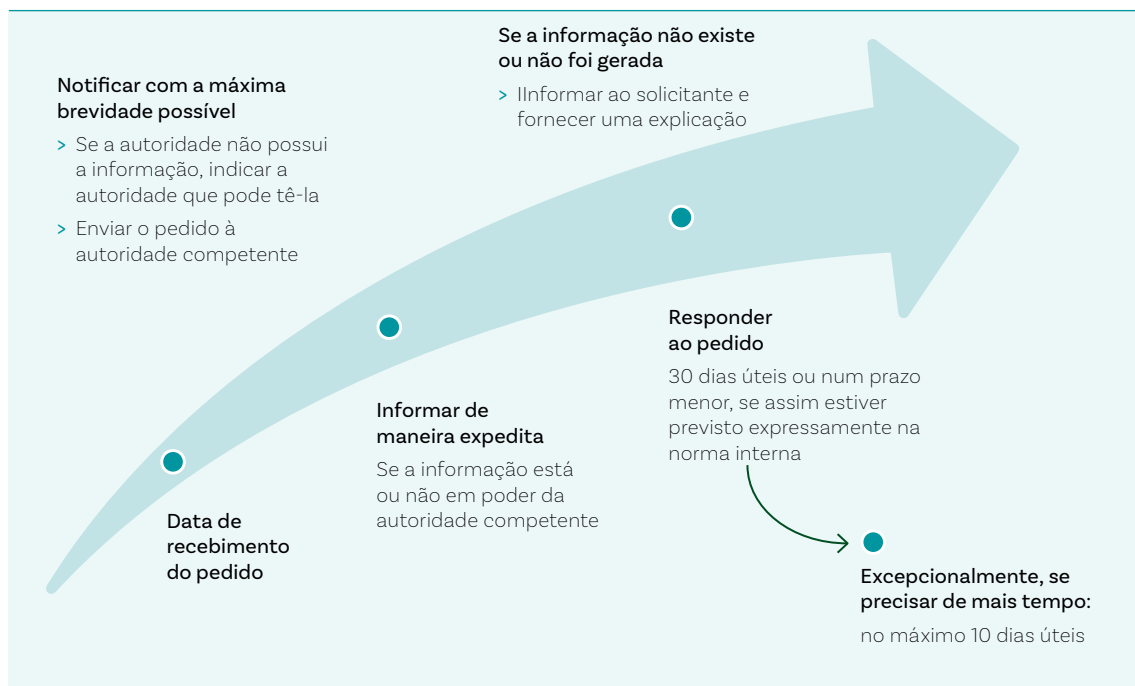 Notificar com a máxima
brevidade possível
> Se a autoridade não possui
a informação, indicar a
autoridade que pode tê-la
> Enviar o pedido à
autoridade competente
Se a informação não existe
ou não foi gerada
> IInformar ao solicitante e
fornecer uma explicação
Data de
recebimento
do pedido
Informar de
maneira expedita
Se a informação está
ou não em poder da
autoridade competente
Responder
ao pedido
30 dias úteis ou num prazo
menor, se assim estiver
previsto expressamente na
norma interna
Excepcionalmente, se
precisar de mais tempo:
no máximo 10 dias úteis